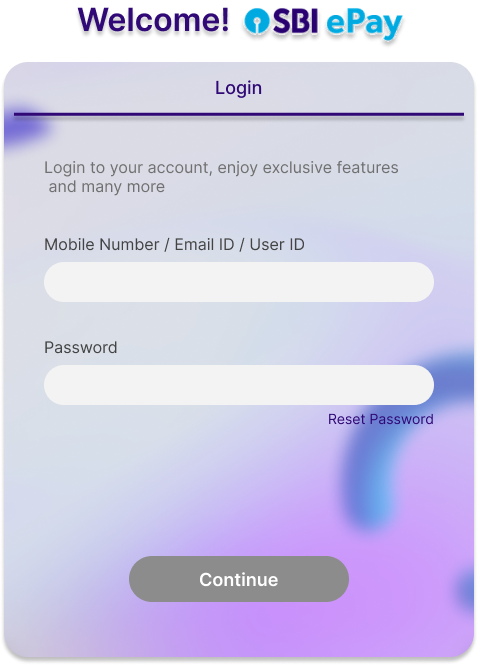 Welcome! SBI ePay
Login
Login to your account, enjoy exclusive features
and many more
Mobile Number / Email ID / User ID
Password
Reset Password
Continue